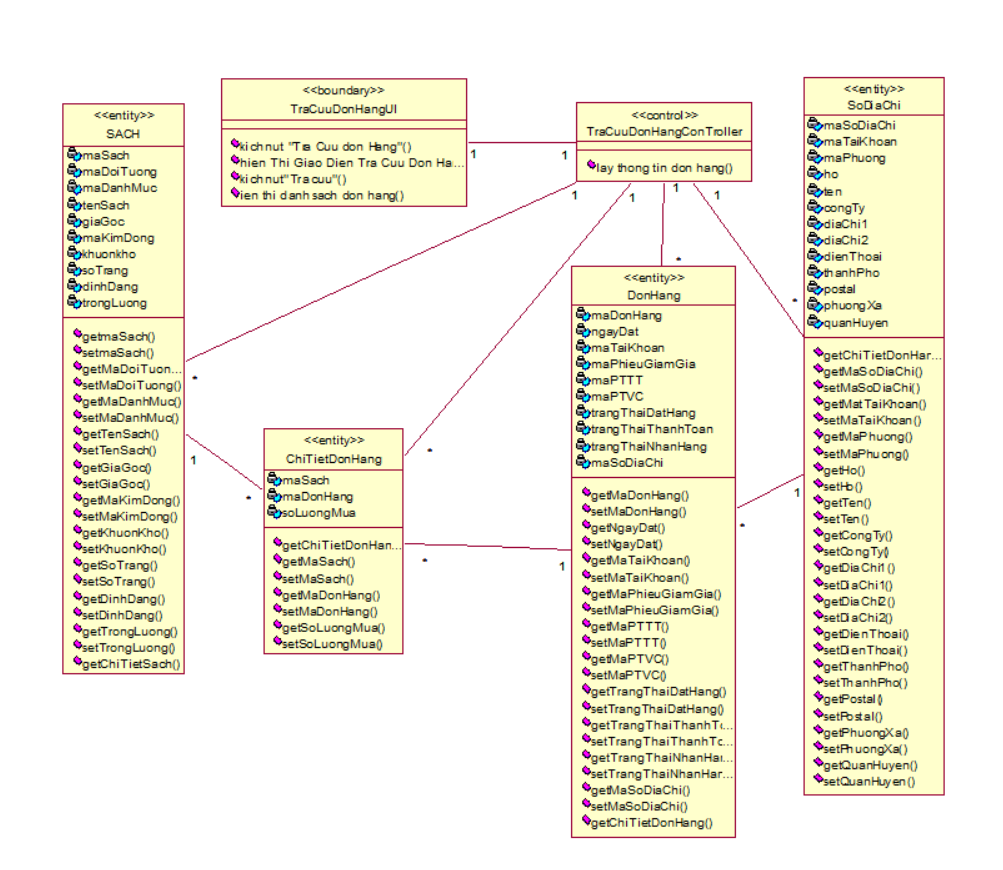 <<entity>>
SACH
maSach
maDoiTuong
maDanhMuc
tenSach
giaGoc
maKimDong
khuonkho
soTrang
dinhDang
trongLuong
getmaSach()
setmaSach()
getMaDoiTuon...
setMaDoiTuong()
getMaDanhMuc()
setMaDanhMuc()
getTenSach()
setTenSach()
getGiaGoc()
setGiaGoc()
getMaKimDong()
setMaKimDong()
getKhuonKho()
setKhuonKho()
getSoTrang()
setSoTrang()
getDinhDang()
setDinhDang()
getTrongLuong()
setTrongLuong()
getChiTietSach()
<<boundary>>
TraCuuDonHangUI
kichnut "Tra Cuu don Hang"()
hien Thi Giao Dien Tra Cuu Don Ha...
kichnut"Tracuu"()
ien thi danh sach don hang()
1
1
<<control>>
TraCuuDonHangConTroller
lay thong tin don hang()
1
1
1
1
*
*
*
*
<<entity>>
ChiTietDonHang
maSach
maDonHang
soLuongMua
getChiTietDonHan...
getMaSach()
setMaSach()
getMaDonHang()
setMaDonHang()
getSoLuongMua()
setSoLuongMua()
1
*
*
1
<<entity>>
DonHang
maDonHang
ngayDat
maTaiKhoan
maPhieuGiamGia
maPTTT
maPTVC
trangThaiDatHang
trangThaiThanhToan
trangThaiNhanHang
maSoDiaChi
getMaDonHang()
setMaDonHang()
getNgayDat()
setNgayDat()
getMaTaiKhoan()
setMaTaiKhoan()
getMaPhieuGiamGia()
setMaPhieuGiamGia()
getMaPTTT()
setMaPTTT()
getMaPTVC()
setMaPTVC()
getTrangThaiDatHang()
setTrangThaiDatHang()
getTrangThaiThanhTo...
setTrangThaiThanhTo...
getTrangThaiNhanHan...
setTrangThaiNhanHan...
getMaSoDiaChi()
setMaSoDiaChi()
getChiTietDonHang()
*
1
<<entity>>
SoDiaChi
maSoDiaChi
maTaiKhoan
maPhuong
ho
ten
congTy
diaChi1
diaChi2
dienThoai
thanhPho
postal
phuongXa
quanHuyen
getChiTietDonHan...
getMaSoDiaChi()
setMaSoDiaChi()
getMatTaiKhoan()
setMaTaiKhoan()
getMaPhuong()
setMaPhuong()
getHo()
setHo()
getTen()
setTen()
getCongTy()
setCongTy()
getDiaChi1()
setDiaChi1()
getDiaChi2()
setDiaChi2()
getDienThoai()
setDienThoai()
getThanhPho()
setThanhPho()
getPostal()
setPostal()
getPhuongXa()
setPhuongXa()
getQuanHuyen()
setQuanHuyen()